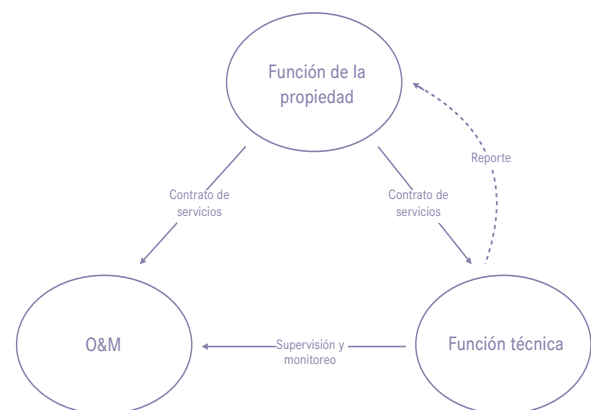 Función de la
propiedad
Reporte
Contrato de
servicios
Contrato de
servicios
O&M
Supervisión y
monitoreo
Función técnica